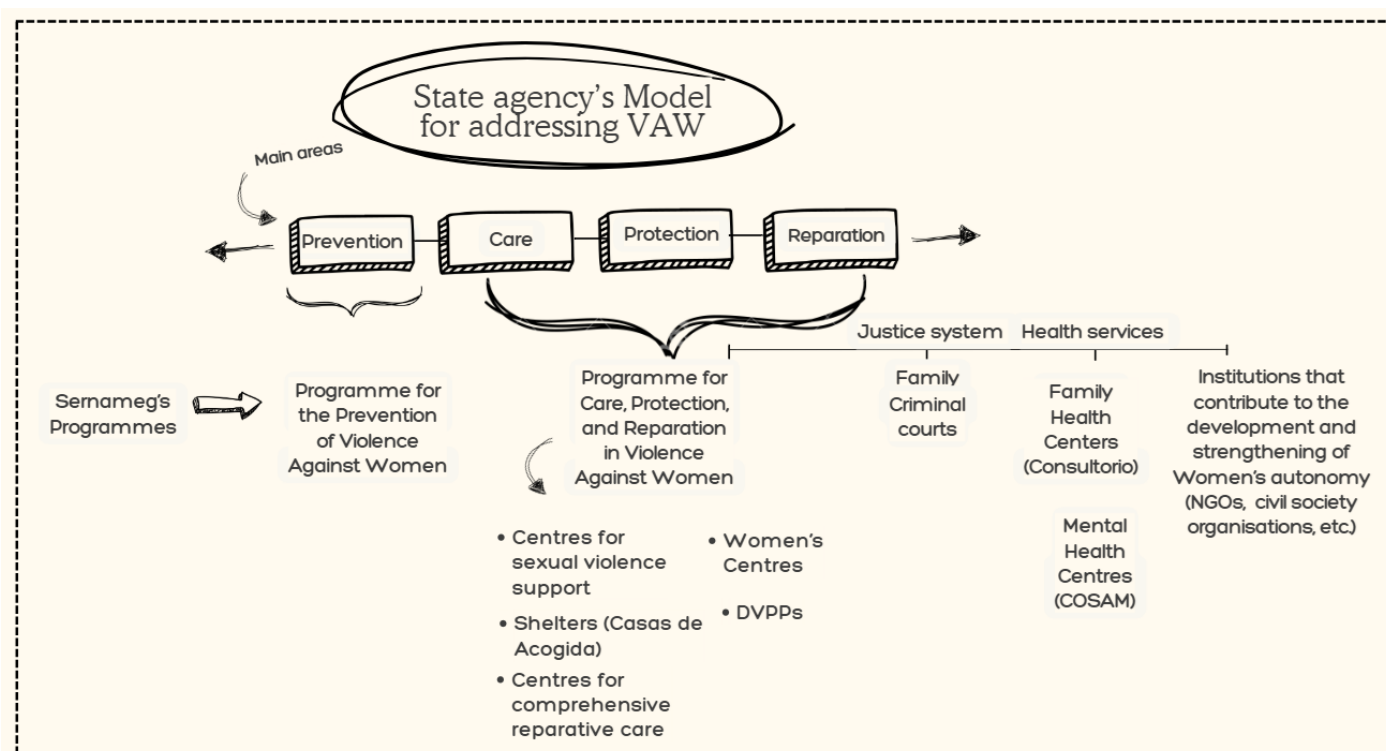 State agency's Model
for addressing VAW
Main areas
Prevention
Care
Protection
Reparation
Justice system
Health services
Sernameg's
Programmes
Programme for
the Prevention
of Violence
Against Women
Programme for
Care, Protection,
and Reparation
in Violence
Against Women
Family
Criminal
courts
Family
Health
Centers
(Consultorio)
Mental
Health
Centres
(COSAM)
Institutions that
contribute to the
development and
strengthening of
Women's autonomy
(NGOs, civil society
organisations, etc.)
• Centres for
sexual violence
support
• Shelters (Casas de
Acogida)
• Centres for
comprehensive
reparative care
• Women's
Centres
• DVPPs